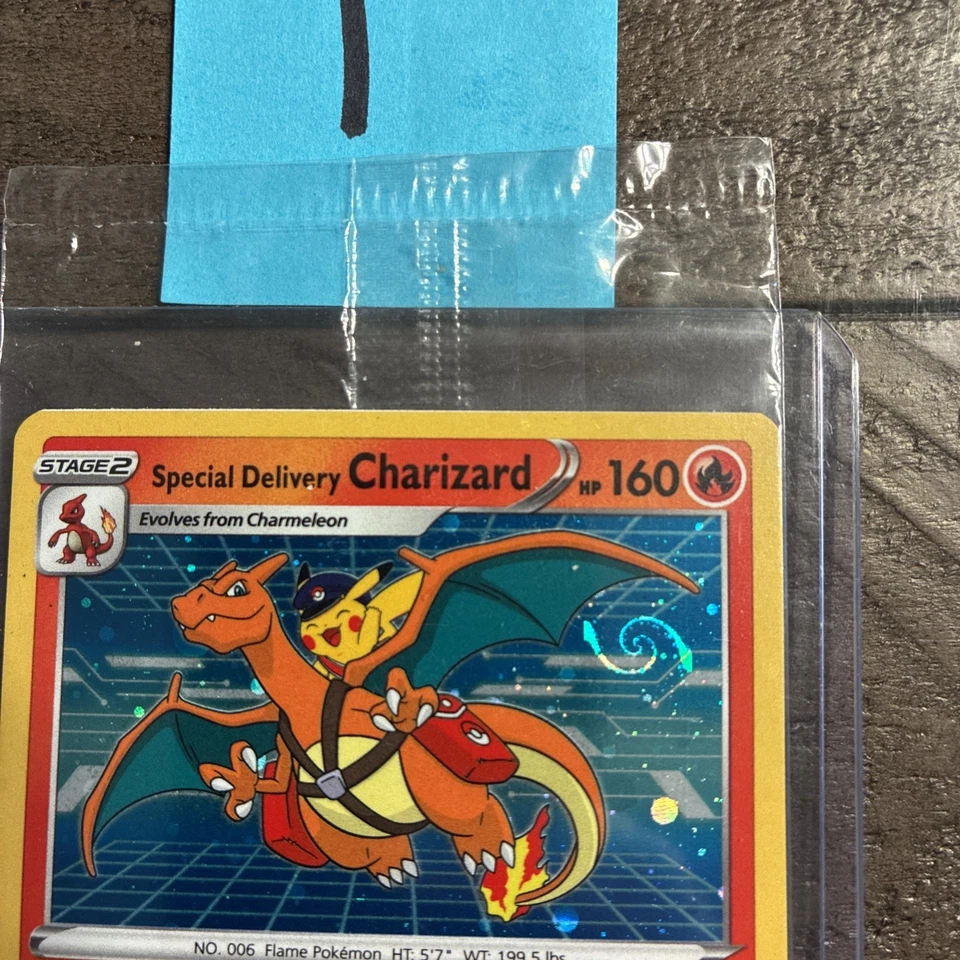 STAGE2
Special Delivery Charizard HP 160
Evolves from Charmeleon
NO. 006 Flame Pokémon HT: 5'7" WT: 199.5 lbs.